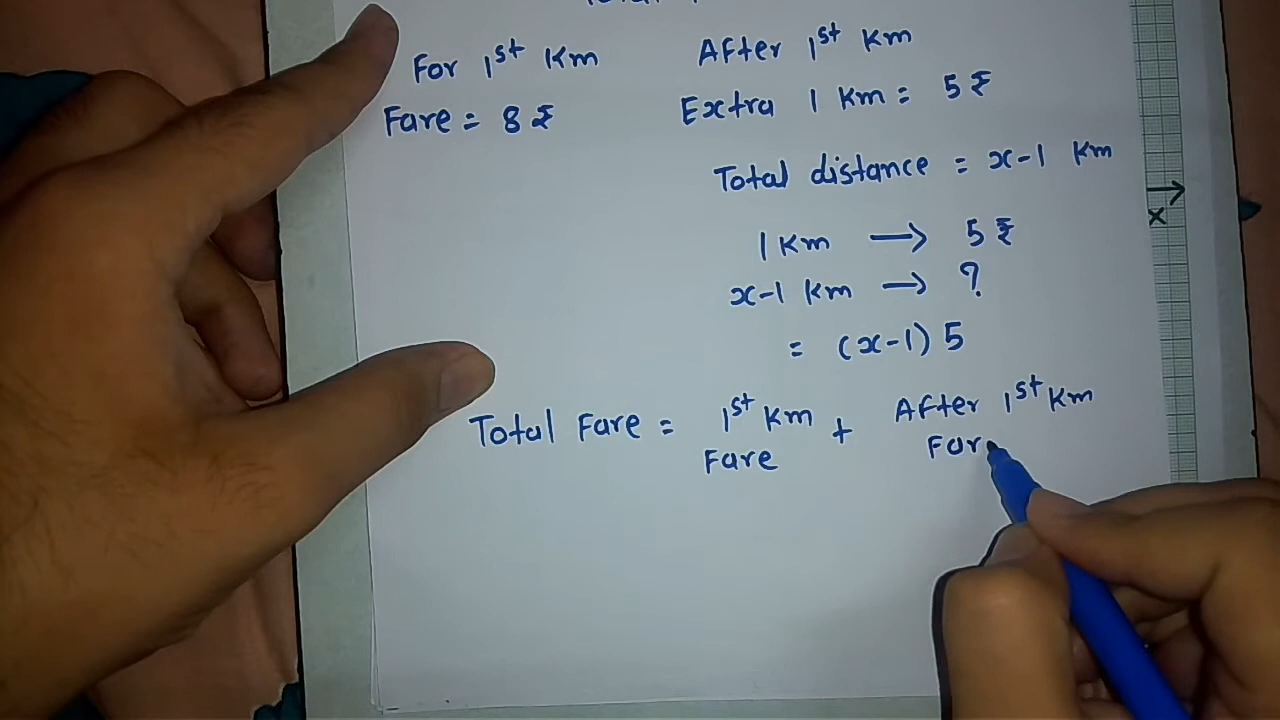 For 1st Km
Fare = 8 ₹
After 1st Km
Extra 1 Km = 5 ₹
Total distance = x-1 Km
1 Km → 5 ₹
x-1 Km → ?
= (x-1) 5
Total Fare = 1st Km Fare + After 1st Km Far
X